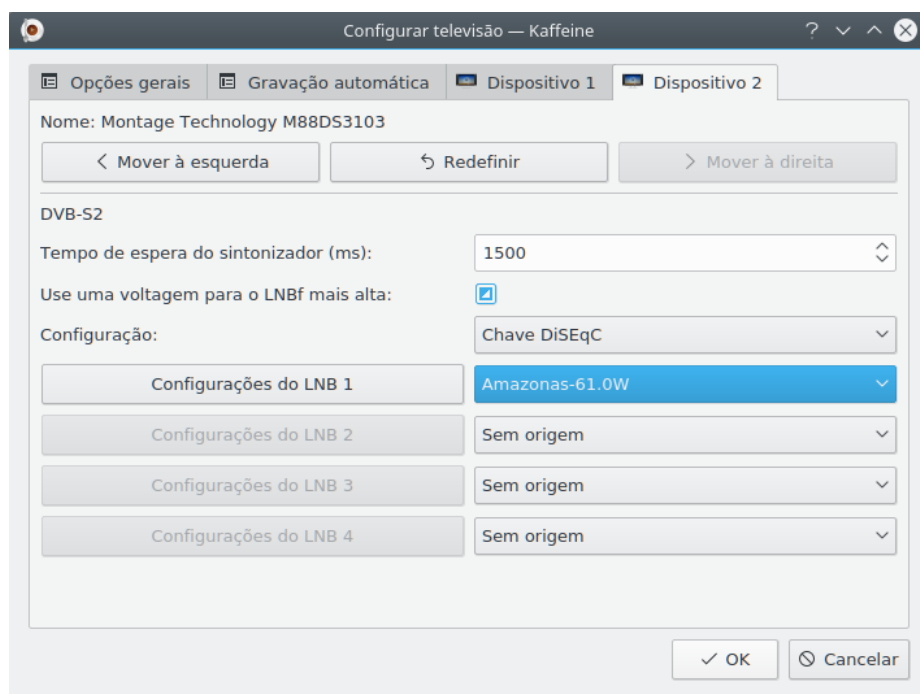 Configurar televisão — Kaffeine
Opções gerais Gravação automática Dispositivo 1 Dispositivo 2
Nome: Montage Technology M88DS3103
Mover à esquerda Redefinir Mover à direita
DVB-S2
Tempo de espera do sintonizador (ms): 1500
Use uma voltagem para o LNBf mais alta:
Configuração: Chave DiSEqC
Configurações do LNB 1 Amazonas-61.0W
Configurações do LNB 2 Sem origem
Configurações do LNB 3 Sem origem
Configurações do LNB 4 Sem origem
OK Cancelar